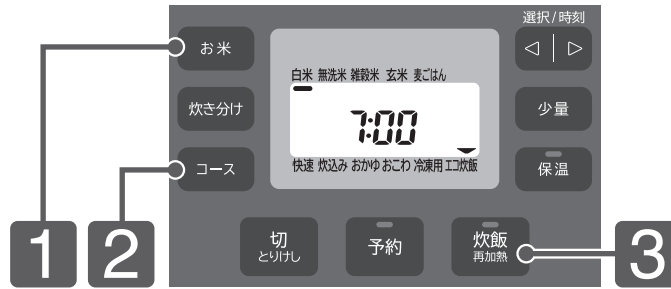 選択/時刻
お米
◁ ▷
白米 無洗米 雑穀米 玄米 麦ごはん
炊き分け
7:00
少量
コース
快速 炊込み おかゆ おこわ 冷凍用 エコ炊飯
保温
1
2
切
とりけし
予約
炊飯
再加熱
3